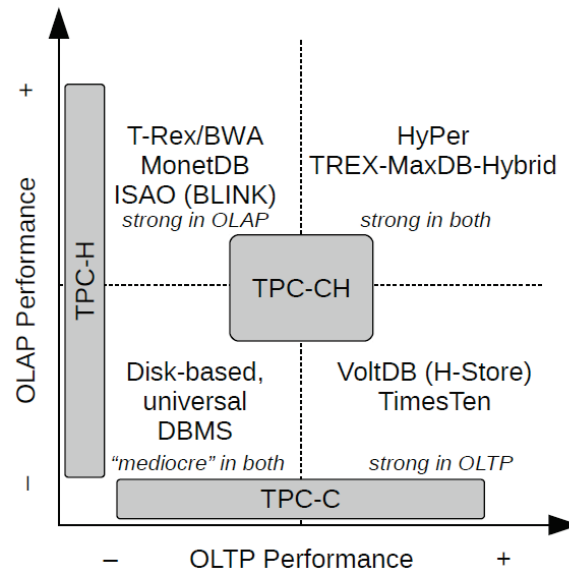 +
OLAP Performance
–
TPC-H
T-Rex/BWA
MonetDB
ISAO (BLINK)
strong in OLAP
HyPer
TREX-MaxDB-Hybrid
strong in both
TPC-CH
Disk-based,
universal
DBMS
“mediocre” in both
VoltDB (H-Store)
TimesTen
strong in OLTP
TPC-C
– OLTP Performance +